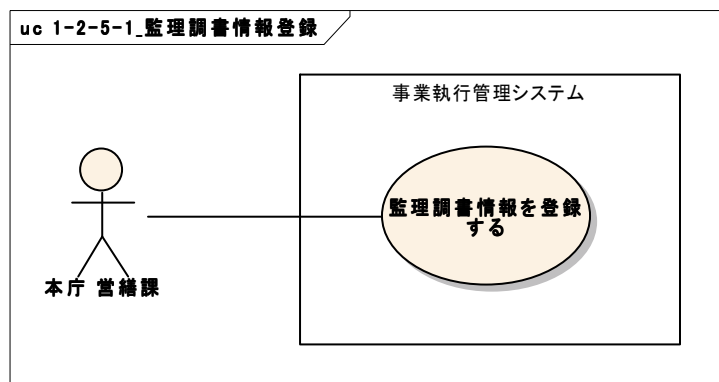 uc 1-2-5-1_監理調書情報登録
事業執行管理システム
監理調書情報を登録
する
本庁 営繕課